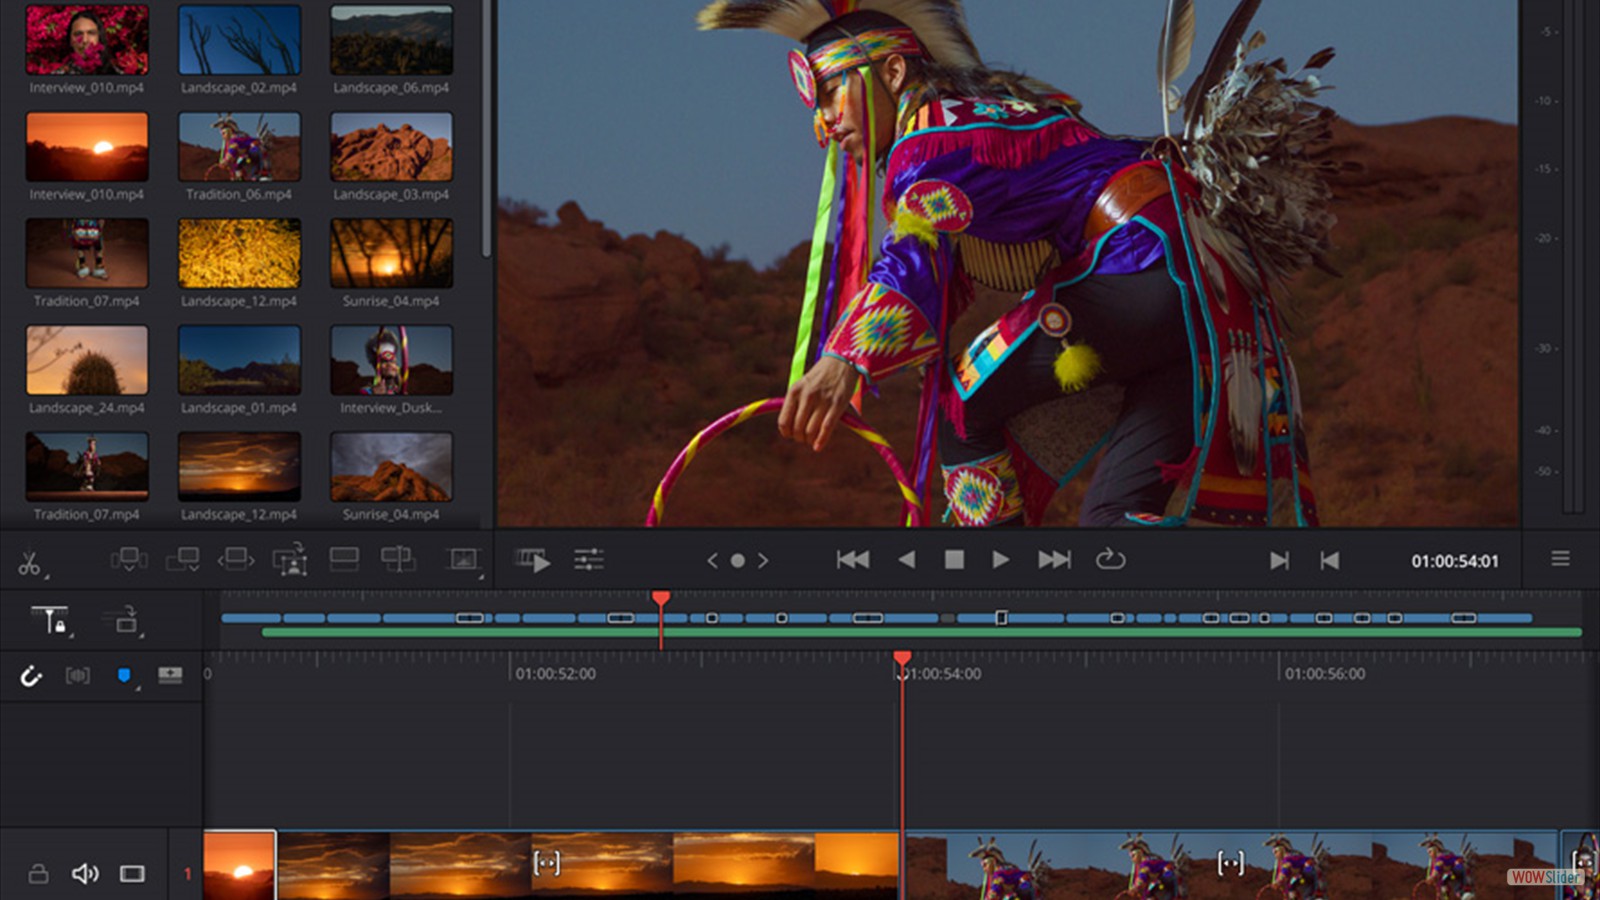 Interview_010.mp4 Landscape_02.mp4 Landscape_06.mp4
Interview_010.mp4 Tradition_06.mp4 Landscape_03.mp4
Tradition_07.mp4 Landscape_12.mp4 Sunrise_04.mp4
Landscape_24.mp4 Landscape_01.mp4 Interview_Dusk...
Tradition_07.mp4 Landscape_12.mp4 Sunrise_04.mp4
-5
-10
-15
-20
-30
-40
-50
01:00:54:01
0 01:00:52:00 01:00:54:00 01:00:56:00
1
WOWSlider